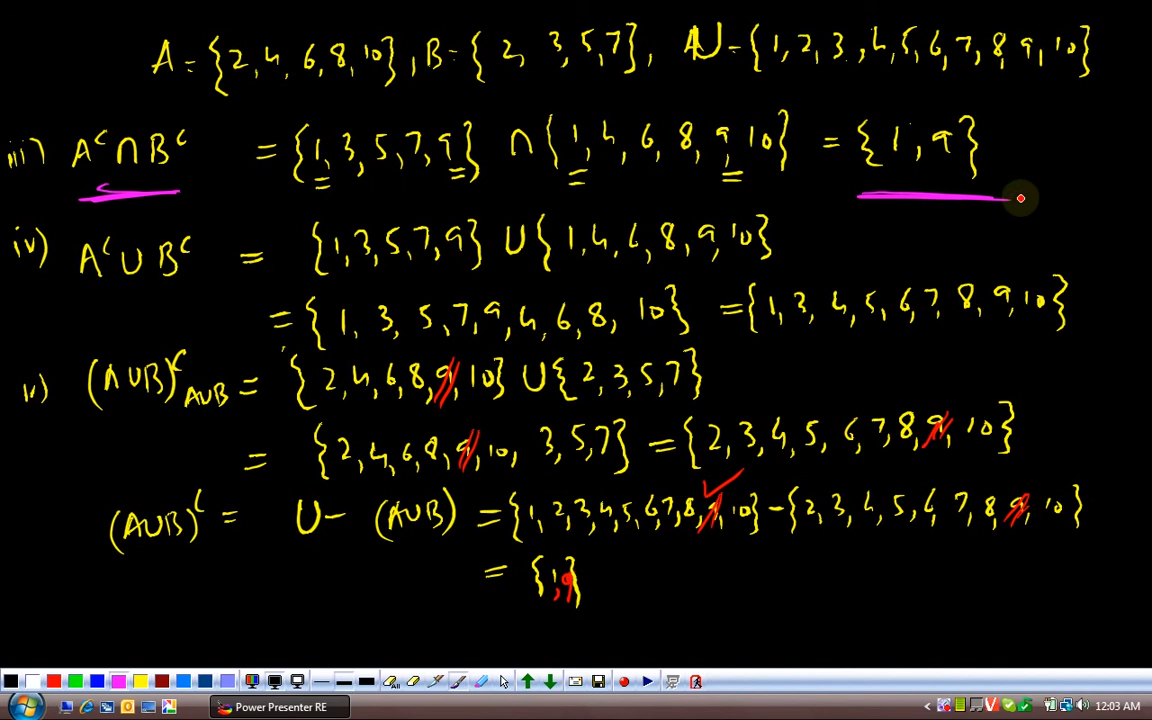 A = {2, 4, 6, 8, 10}, B = { 2, 3, 5, 7}, U = {1, 2, 3, 4, 5, 6, 7, 8, 9, 10}
iii) Aᶜ ∩ Bᶜ = {1, 3, 5, 7, 9} ∩ {1, 4, 6, 8, 9, 10} = {1, 9}
iv) Aᶜ ∪ Bᶜ = {1, 3, 5, 7, 9} ∪ {1, 4, 6, 8, 9, 10}
= {1, 3, 5, 7, 9, 4, 6, 8, 10} = {1, 3, 4, 5, 6, 7, 8, 9, 10}
v) (A∪B)ᶜ A∪B = {2, 4, 6, 8, 9, 10} ∪ {2, 3, 5, 7}
= {2, 4, 6, 8, 9, 10, 3, 5, 7} = {2, 3, 4, 5, 6, 7, 8, 9, 10}
(A∪B)ᶜ = U − (A∪B) = {1, 2, 3, 4, 5, 6, 7, 8, 9, 10} − {2, 3, 4, 5, 6, 7, 8, 9, 10}
= {1, 9}
Power Presenter RE
12:03 AM